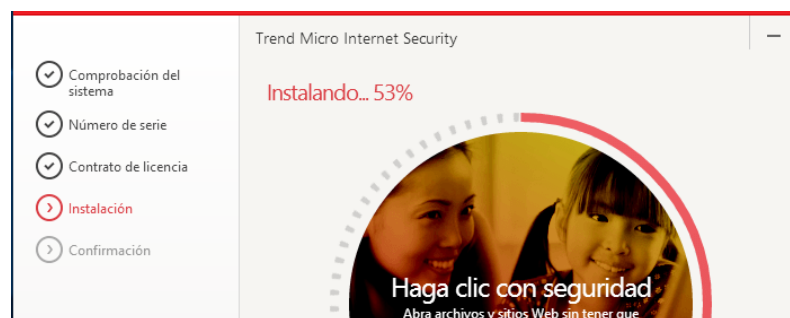 Trend Micro Internet Security
Comprobación del
sistema
Número de serie
Contrato de licencia
Instalación
Confirmación
Instalando... 53%
Haga clic con seguridad
Abra archivos y sitios Web sin tener que